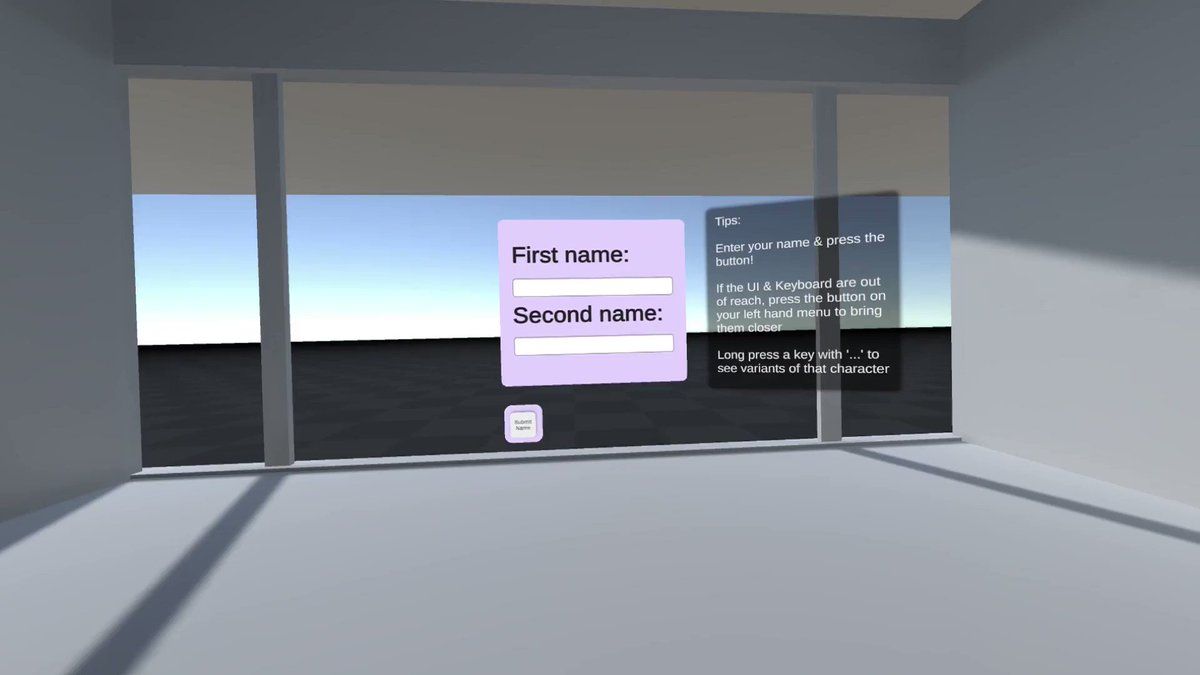 First name:
Second name:
Submit
Name
Tips:
Enter your name & press the
button!
If the UI & Keyboard are out
of reach, press the button on
your left hand menu to bring
them closer
Long press a key with '...' to
see variants of that character